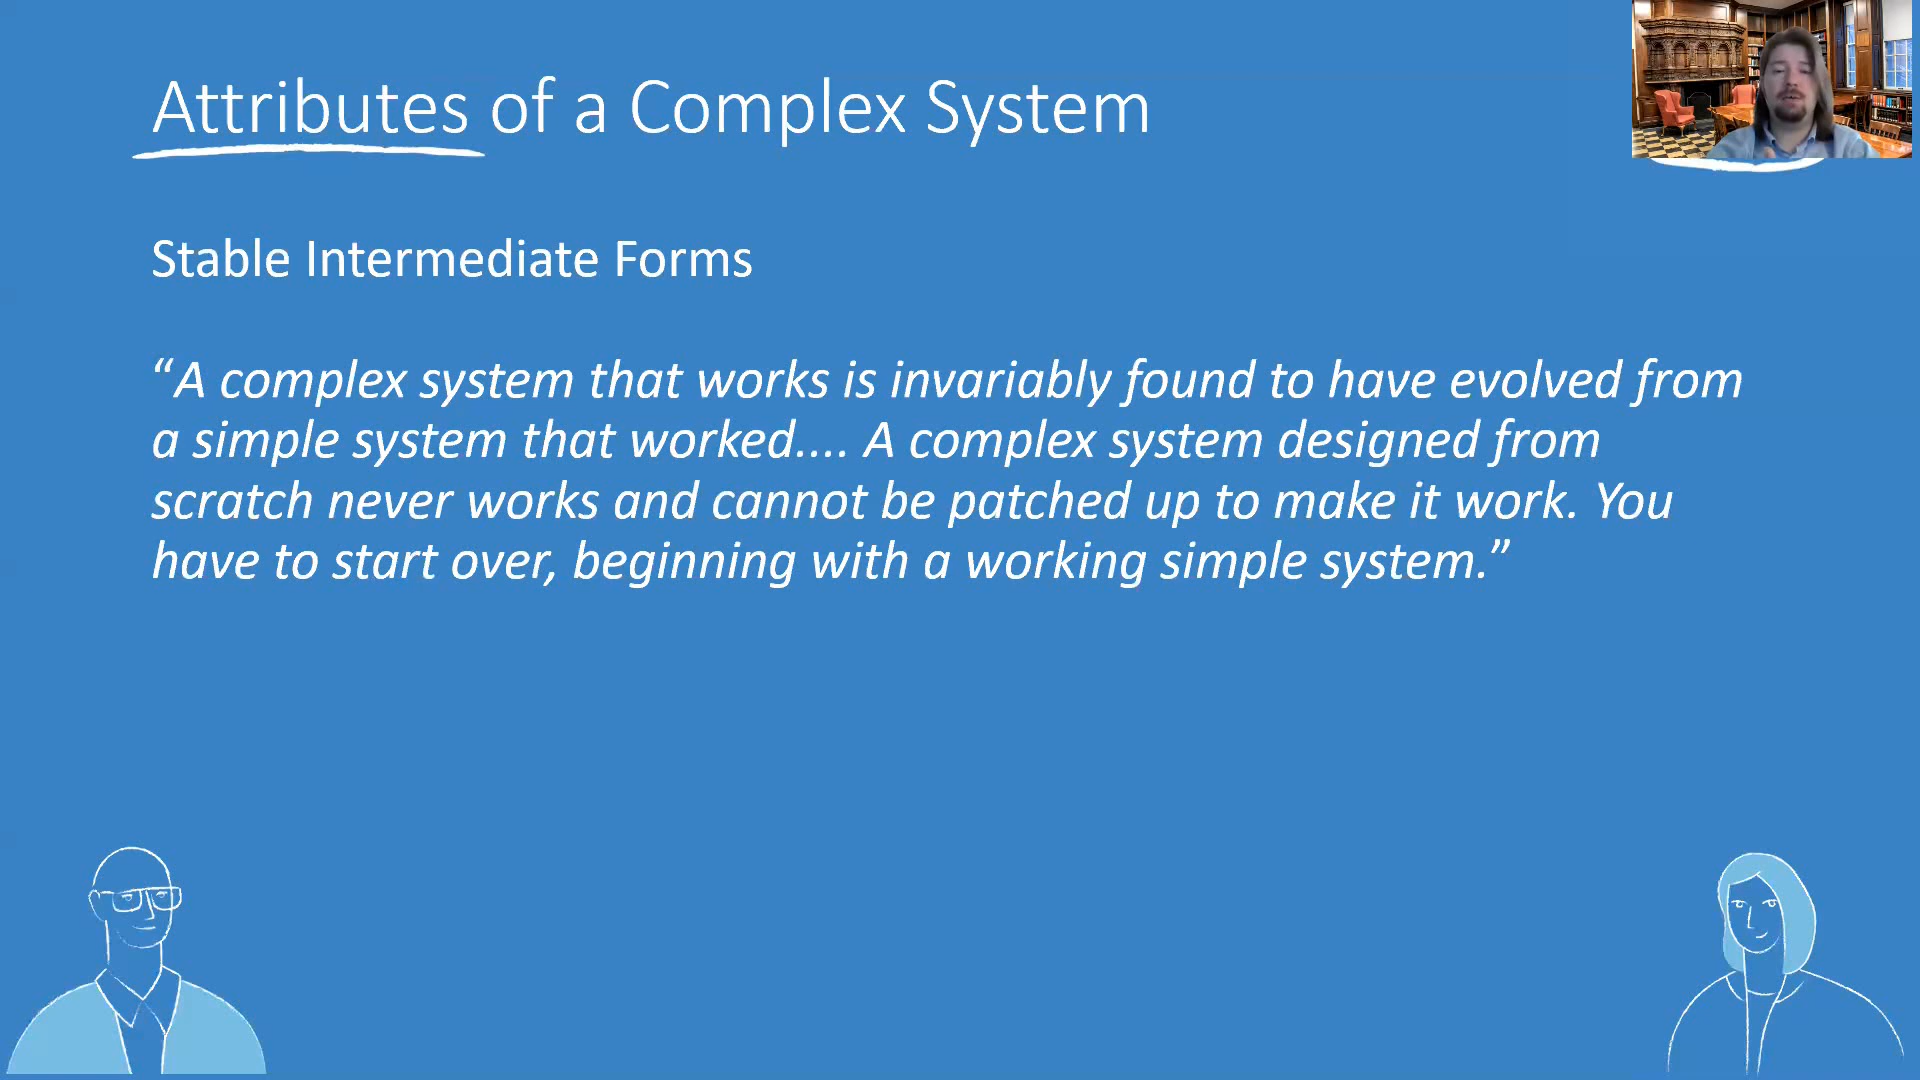 Attributes of a Complex System
Stable Intermediate Forms
“A complex system that works is invariably found to have evolved from
a simple system that worked.... A complex system designed from
scratch never works and cannot be patched up to make it work. You
have to start over, beginning with a working simple system.”